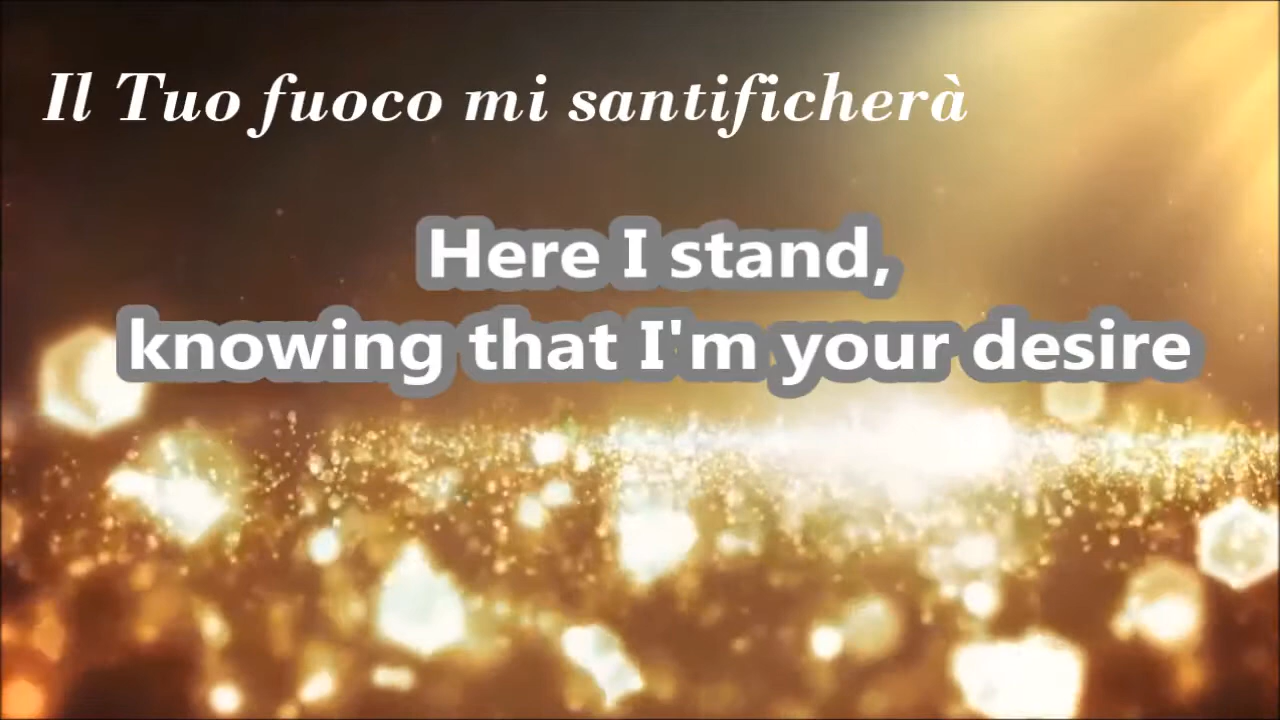 Il Tuo fuoco mi santificherà
Here I stand,
knowing that I'm your desire